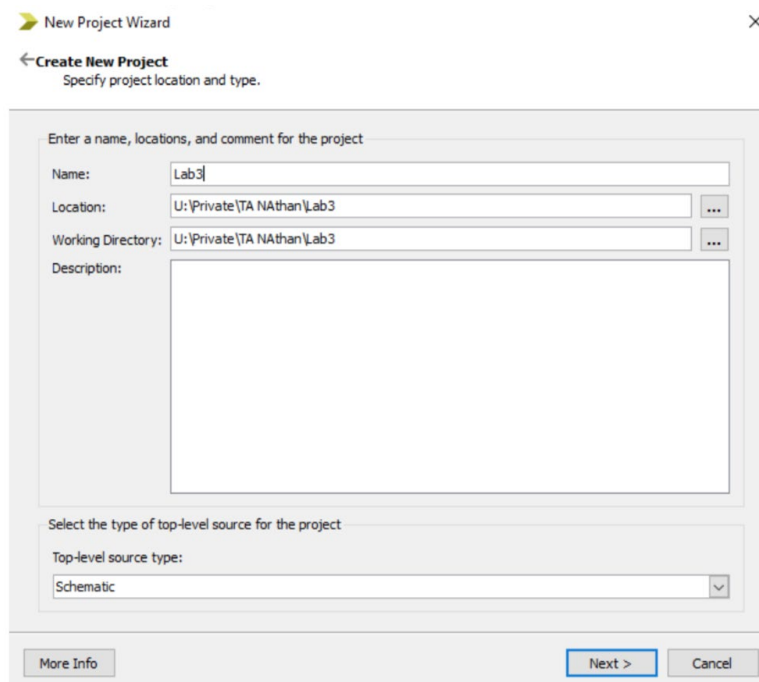 New Project Wizard
Create New Project
Specify project location and type.
Enter a name, locations, and comment for the project
Name: Lab3
Location: U:\Private\TA NAthan\Lab3 ...
Working Directory: U:\Private\TA NAthan\Lab3 ...
Description:
Select the type of top-level source for the project
Top-level source type:
Schematic
More Info Next > Cancel